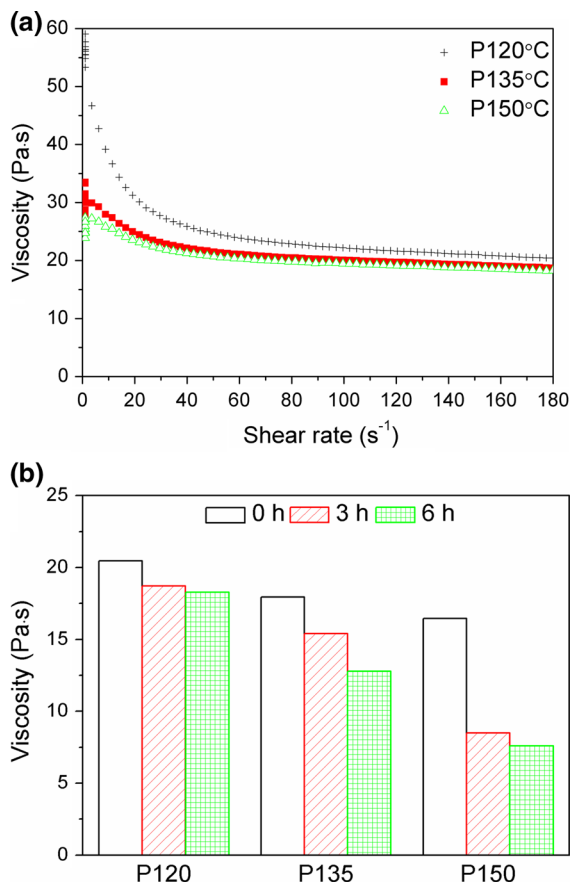 (a)
60
50
40
30
20
10
0
Viscosity (Pa·s)
P120°C
P135°C
P150°C
0 20 40 60 80 100 120 140 160 180
Shear rate (s⁻¹)
(b)
25
20
15
10
5
0
Viscosity (Pa·s)
0 h 3 h 6 h
P120 P135 P150